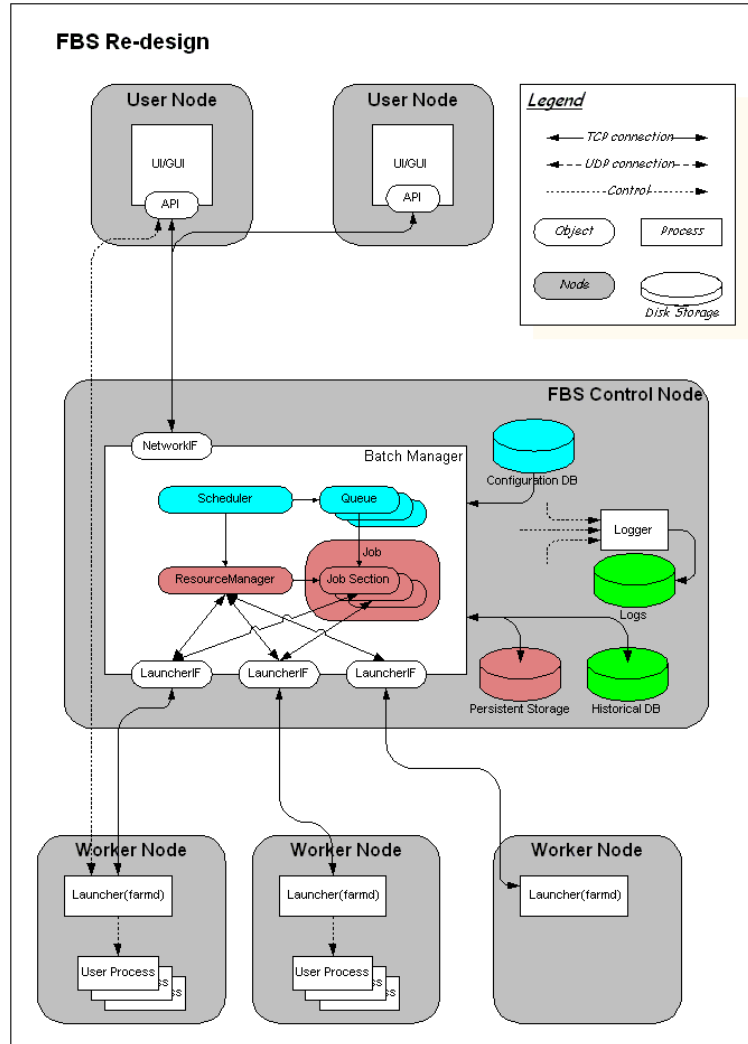 FBS Re-design
User Node
User Node
UI/GUI
UI/GUI
API
API
Legend
TCP connection
UDP connection
Control
Object
Process
Node
Disk Storage
FBS Control Node
NetworkIF
Batch Manager
Configuration DB
Scheduler
Queue
Logger
Job
ResourceManager
Job Section
Logs
LauncherIF
LauncherIF
LauncherIF
Persistent Storage
Historical DB
Worker Node
Worker Node
Worker Node
Launcher(farmd)
Launcher(farmd)
Launcher(farmd)
User Process
User Process